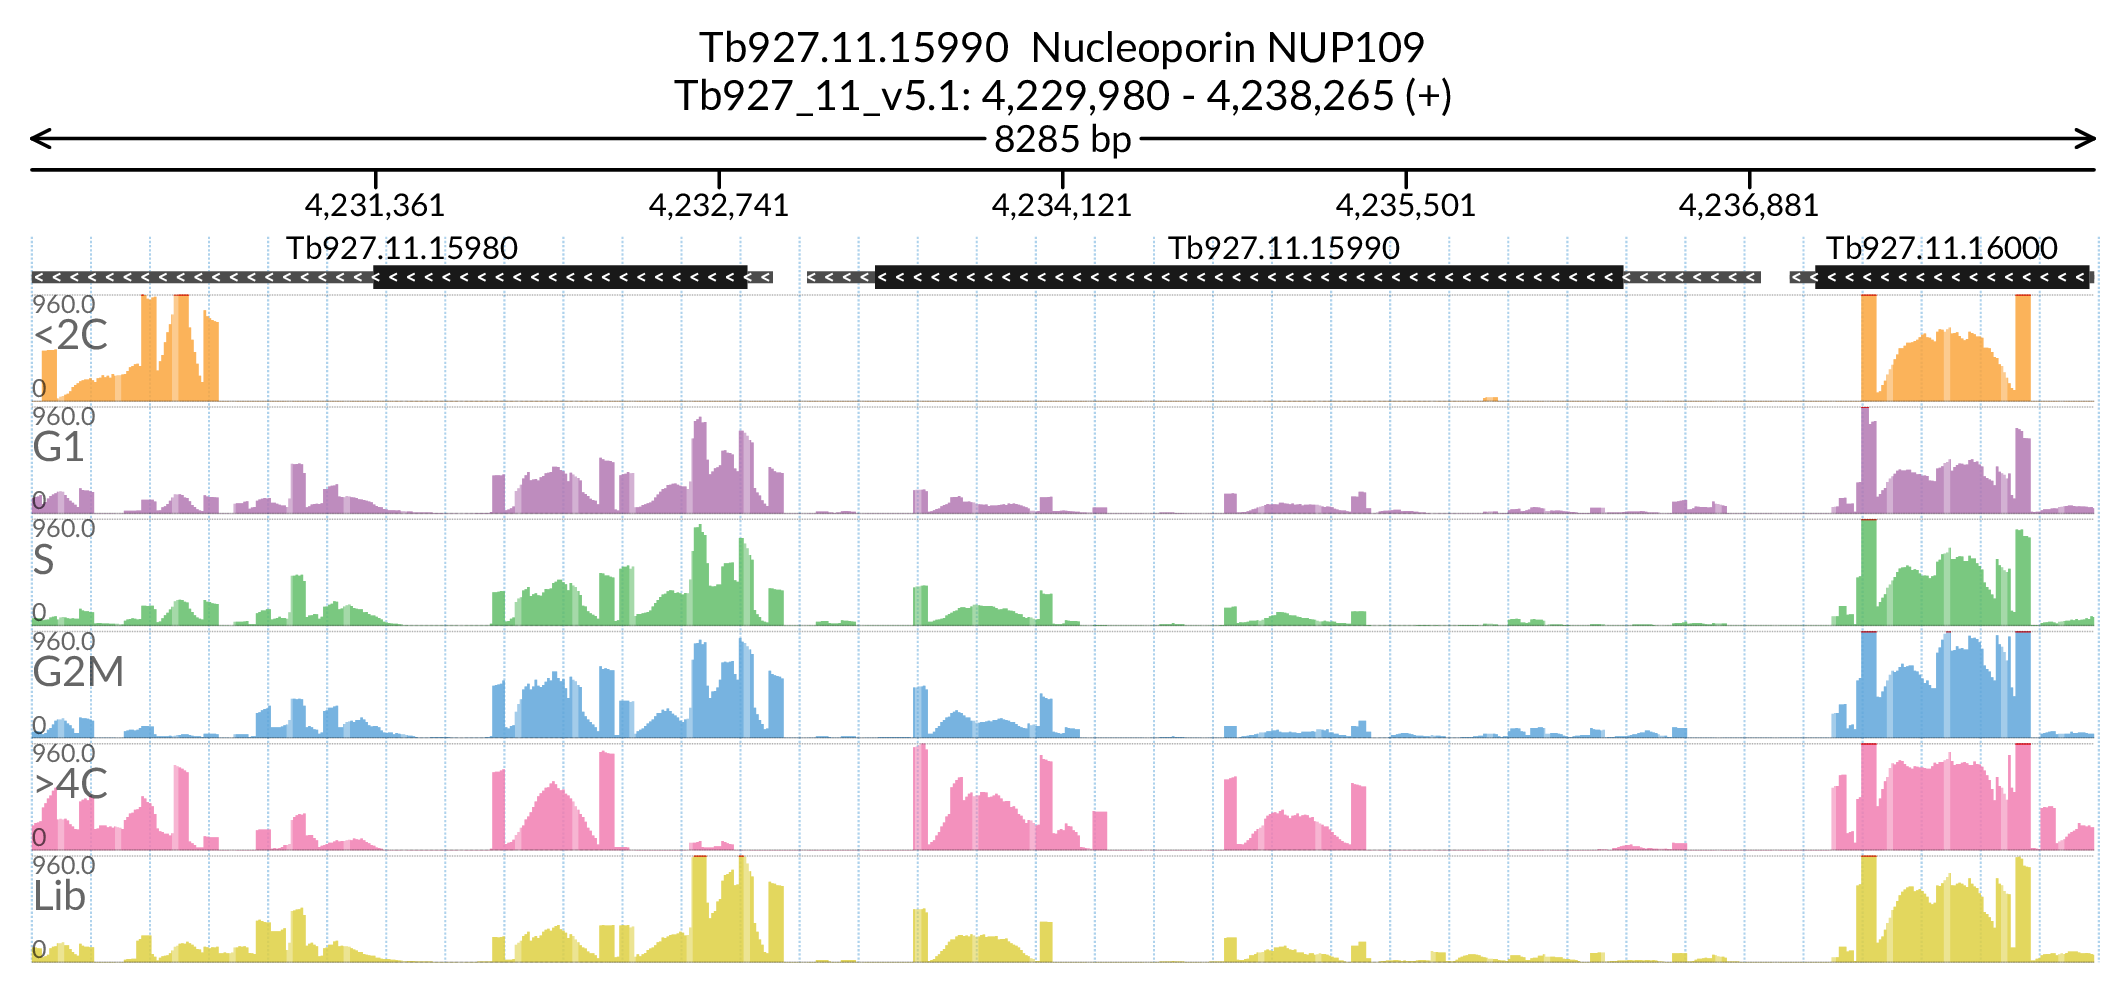 Tb927.11.15990 Nucleoporin NUP109
Tb927_11_v5.1: 4,229,980 - 4,238,265 (+)
8285 bp
4,231,361 4,232,741 4,234,121 4,235,501 4,236,881
Tb927.11.15980 Tb927.11.15990 Tb927.11.16000
960.0
<2C
0
960.0
G1
0
960.0
S
0
960.0
G2M
0
960.0
>4C
0
960.0
Lib
0